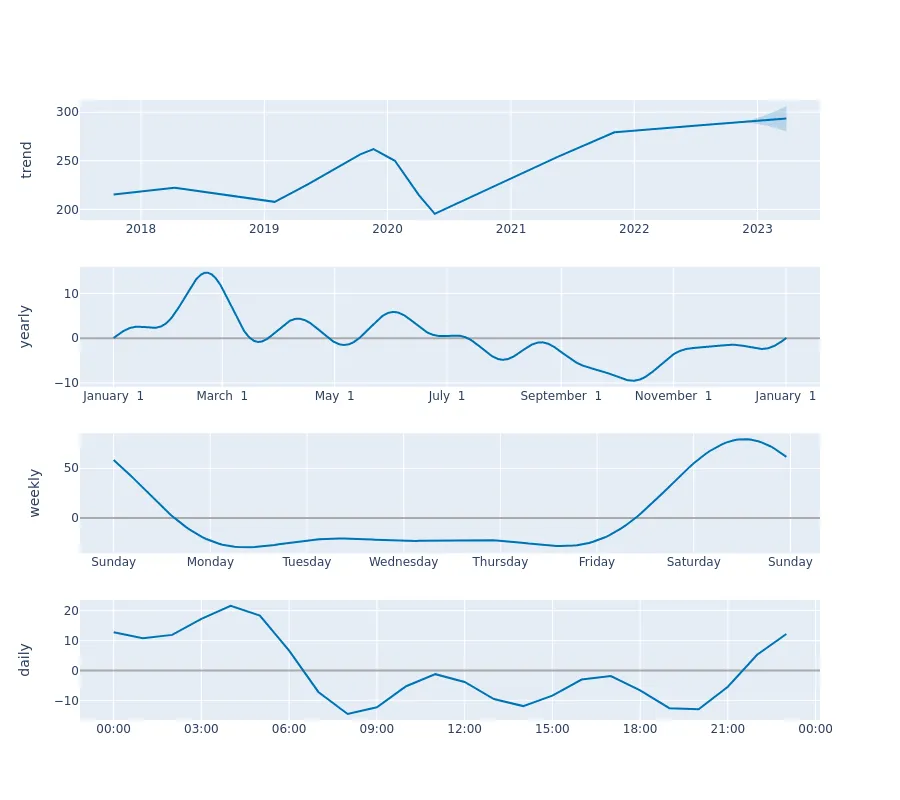 trend
300
250
200
2018 2019 2020 2021 2022 2023
yearly
10
0
−10
January 1 March 1 May 1 July 1 September 1 November 1 January 1
weekly
50
0
Sunday Monday Tuesday Wednesday Thursday Friday Saturday Sunday
daily
20
10
0
−10
00:00 03:00 06:00 09:00 12:00 15:00 18:00 21:00 00:00